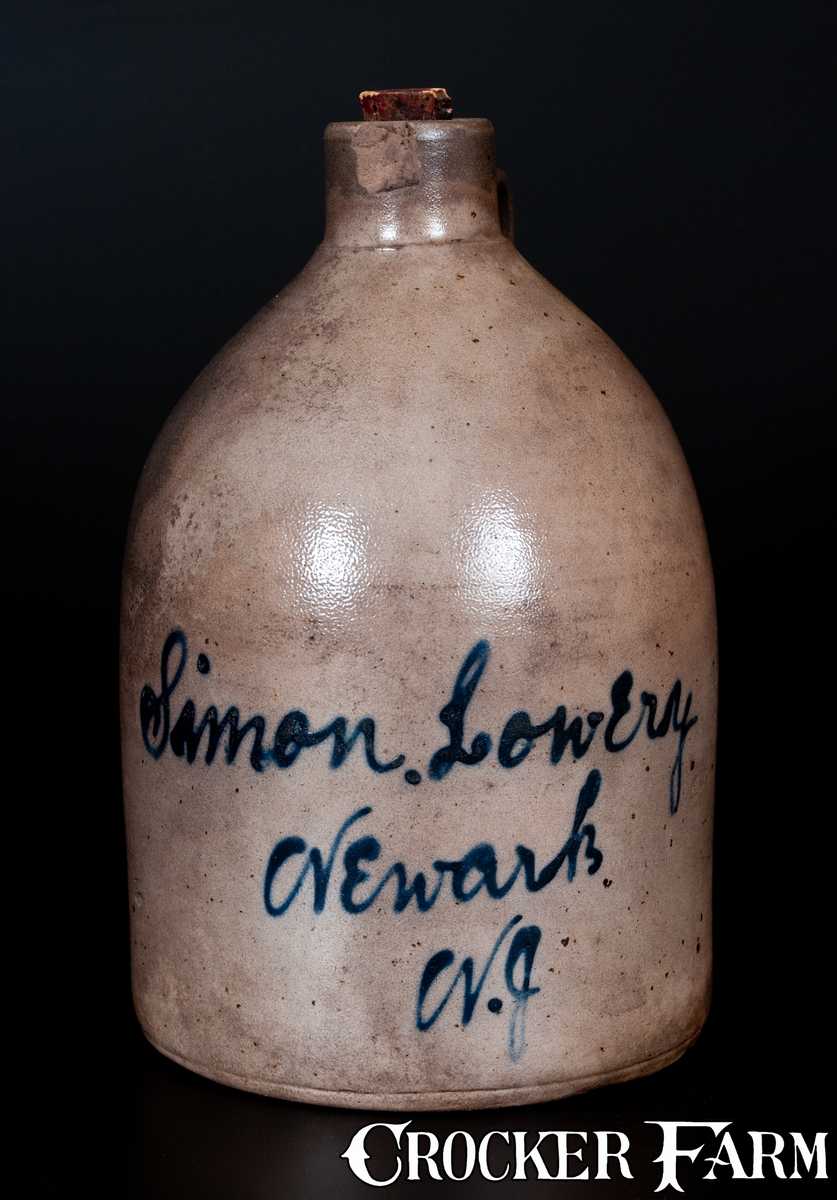 Simon. Lowery
Newark
N.J
CROCKER FARM